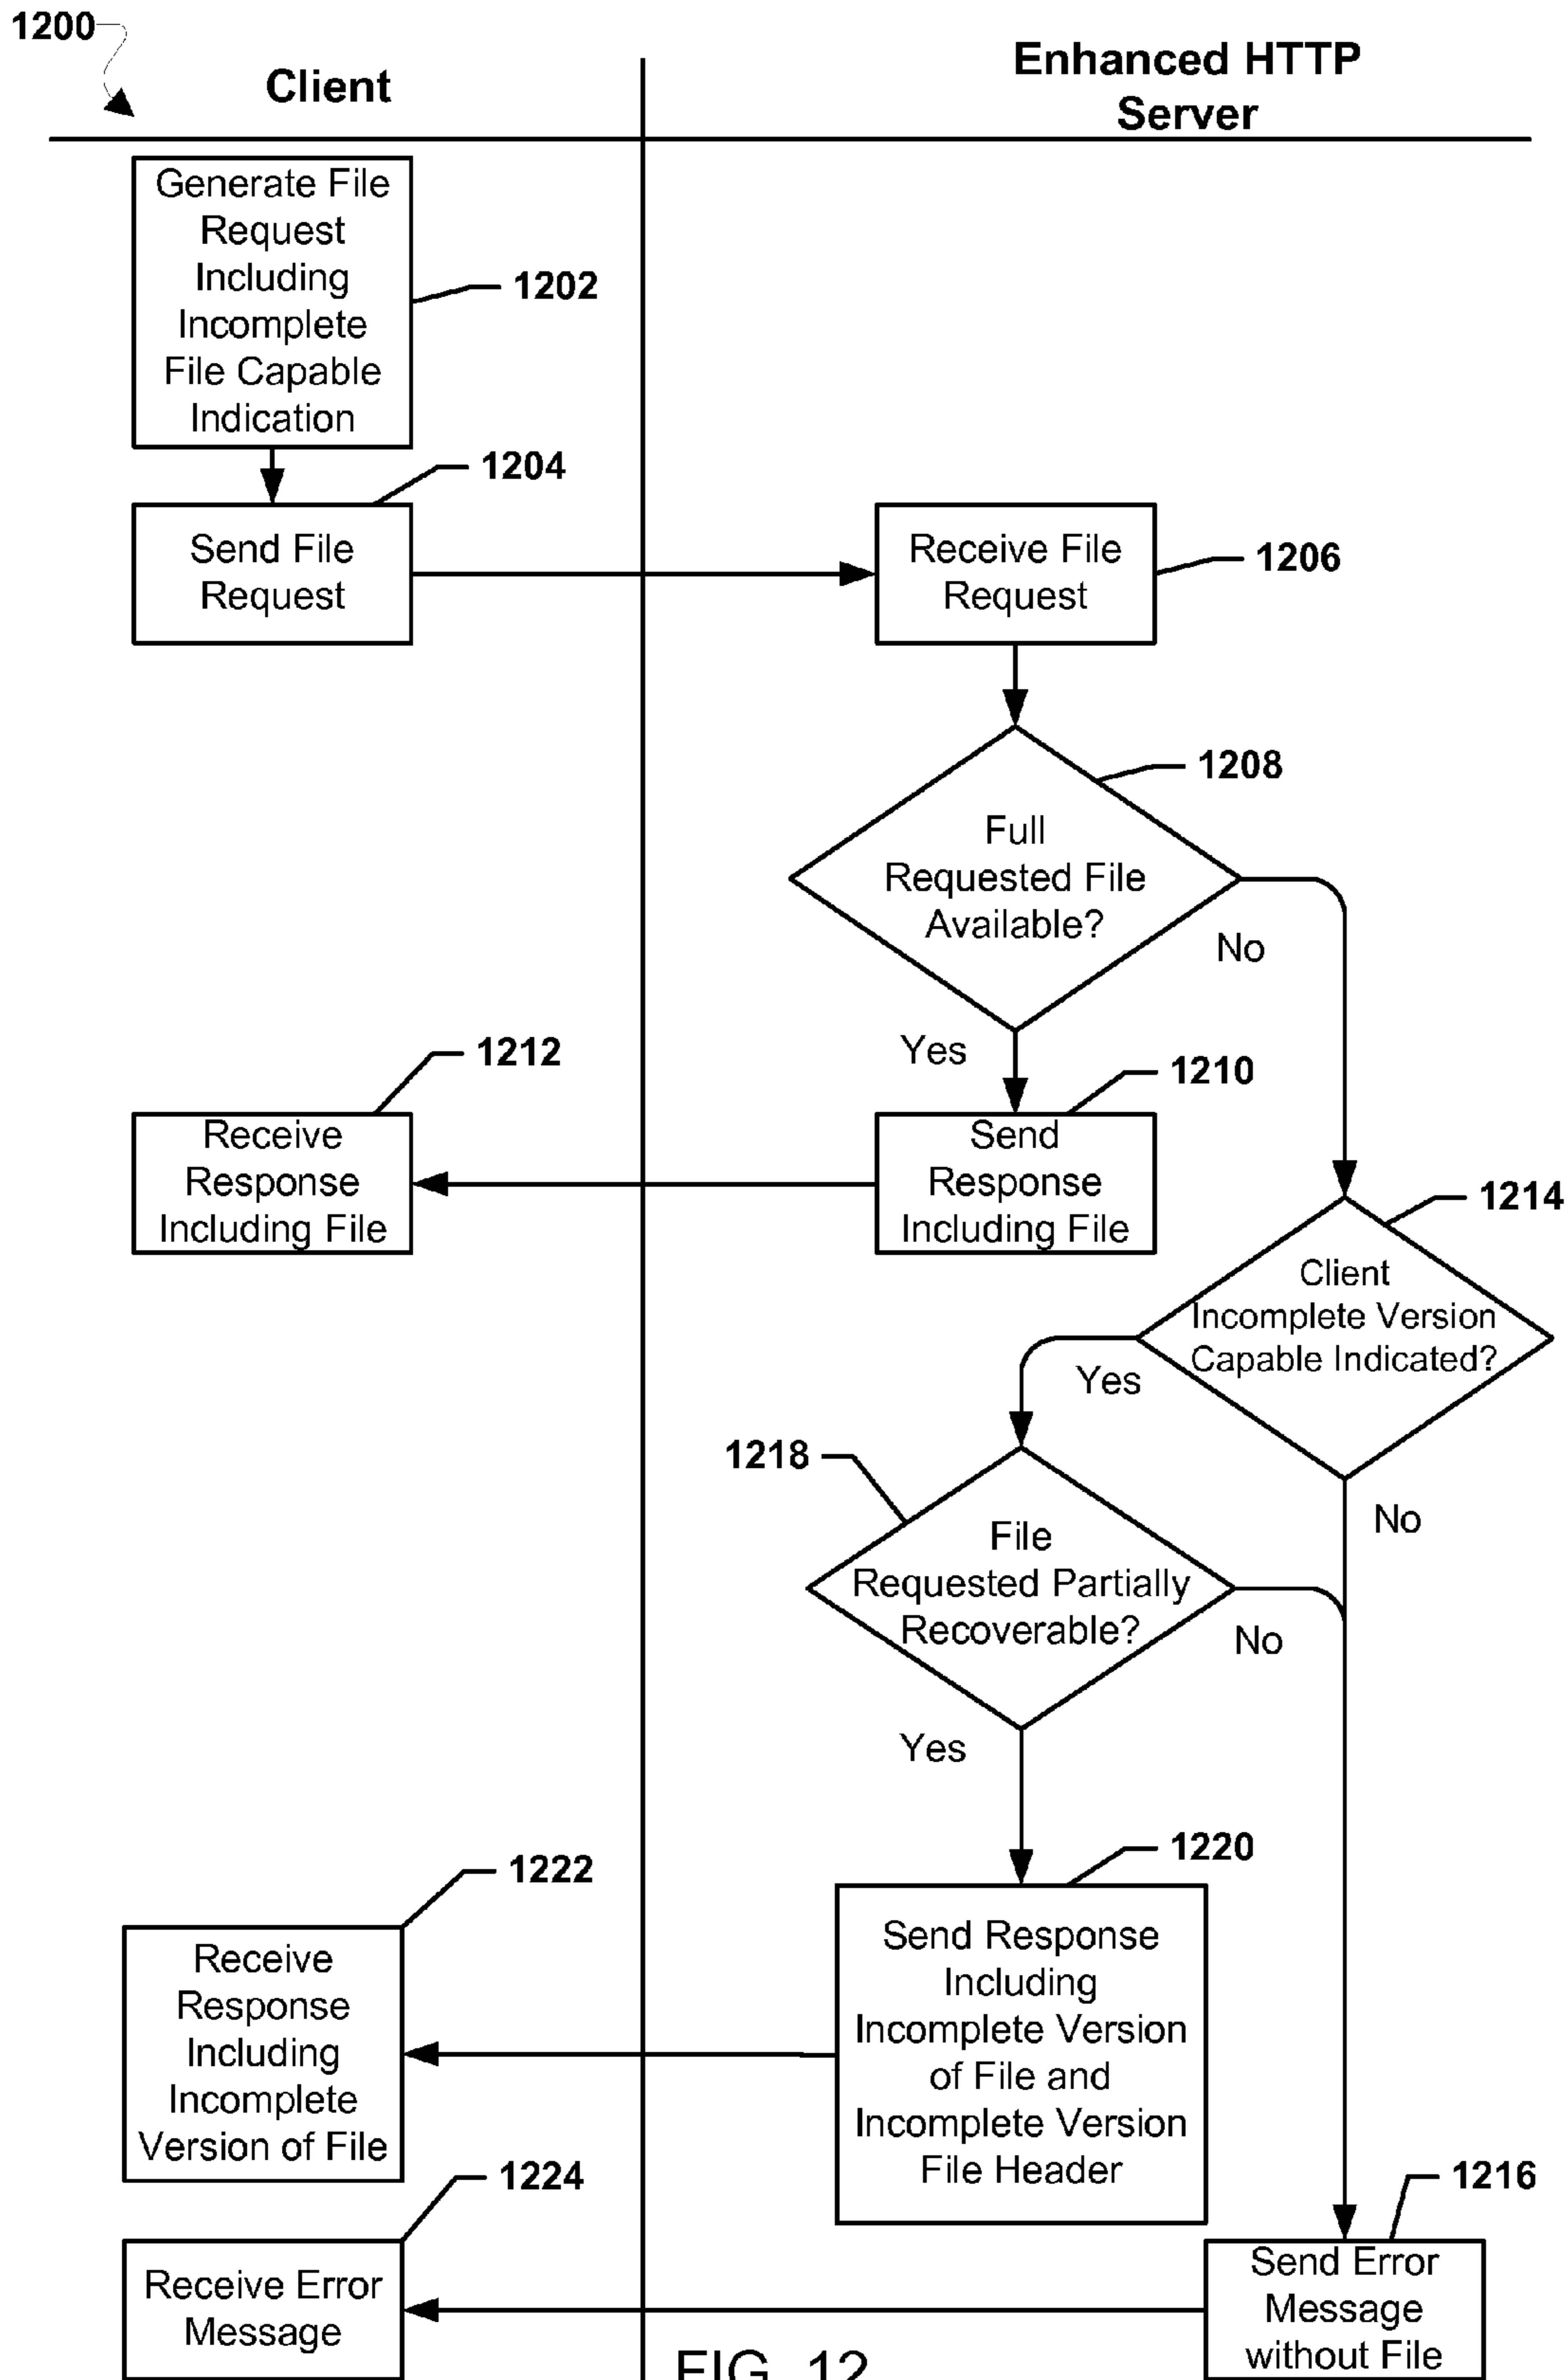 1200
Client
Enhanced HTTP
Server
Generate File
Request
Including
Incomplete
File Capable
Indication
1202
1204
Send File
Request
Receive File
Request
1206
1208
Full
Requested File
Available?
No
Yes
1212
1210
Receive
Response
Including File
Send
Response
Including File
1214
Client
Incomplete Version
Capable Indicated?
Yes
No
1218
File
Requested Partially
Recoverable?
No
Yes
1220
1222
Receive
Response
Including
Incomplete
Version of File
Send Response
Including
Incomplete Version
of File and
Incomplete Version
File Header
1224
1216
Receive Error
Message
Send Error
Message
without File
FIG. 12